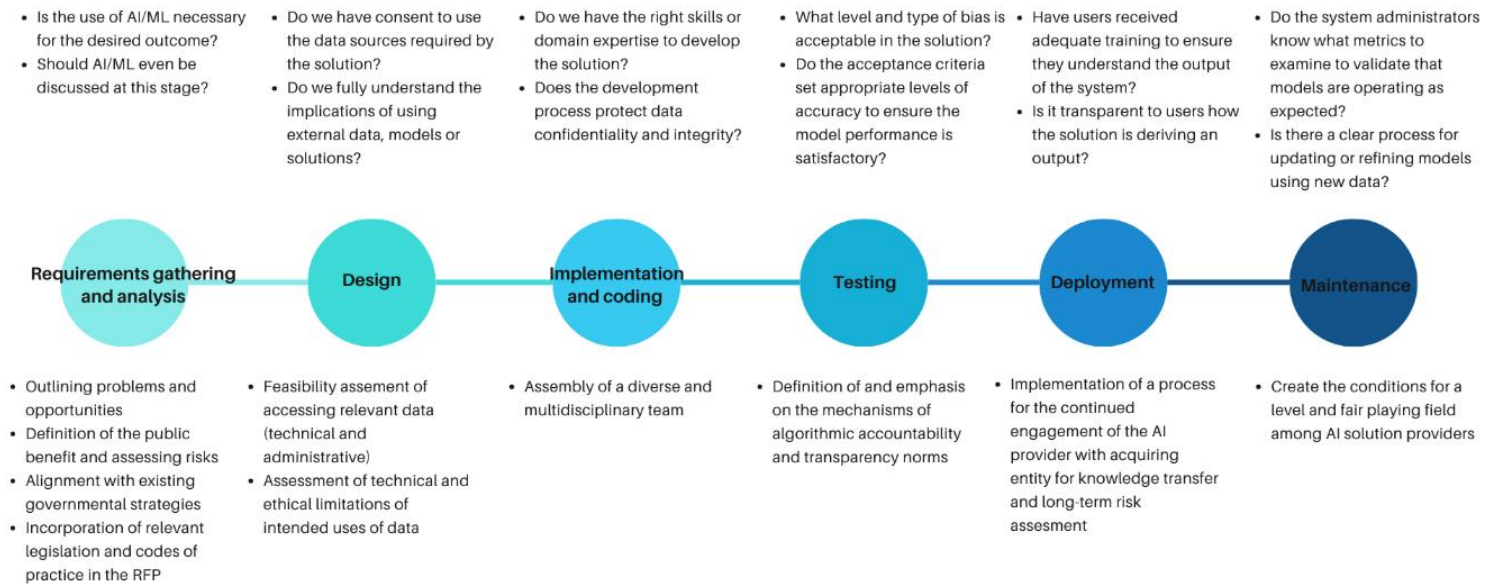 • Is the use of AI/ML necessary
for the desired outcome?
• Should AI/ML even be
discussed at this stage?
• Do we have consent to use
the data sources required by
the solution?
• Do we fully understand the
implications of using
external data, models or
solutions?
• Do we have the right skills or
domain expertise to develop
the solution?
• Does the development
process protect data
confidentiality and integrity?
• What level and type of bias is
acceptable in the solution?
• Do the acceptance criteria
set appropriate levels of
accuracy to ensure the
model performance is
satisfactory?
• Have users received
adequate training to ensure
they understand the output
of the system?
• Is it transparent to users how
the solution is deriving an
output?
• Do the system administrators
know what metrics to
examine to validate that
models are operating as
expected?
• Is there a clear process for
updating or refining models
using new data?
Requirements gathering
and analysis
Design
Implementation
and coding
Testing
Deployment
Maintenance
• Outlining problems and
opportunities
• Definition of the public
benefit and assessing risks
• Alignment with existing
governmental strategies
• Incorporation of relevant
legislation and codes of
practice in the RFP
• Feasibility assement of
accessing relevant data
(technical and
administrative)
• Assessment of technical and
ethical limitations of
intended uses of data
• Assembly of a diverse and
multidisciplinary team
• Definition of and emphasis
on the mechanisms of
algorithmic accountability
and transparency norms
• Implementation of a process
for the continued
engagement of the AI
provider with acquiring
entity for knowledge transfer
and long-term risk
assesment
• Create the conditions for a
level and fair playing field
among AI solution providers